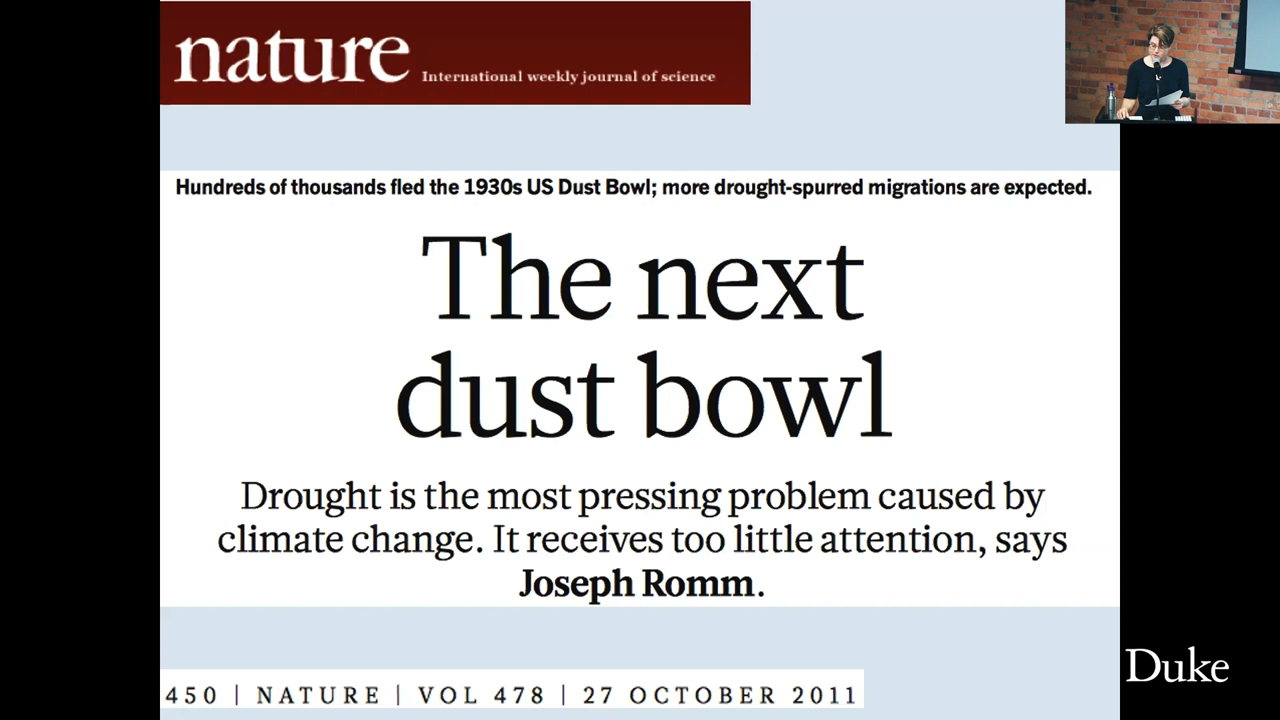 nature International weekly journal of science
Hundreds of thousands fled the 1930s US Dust Bowl; more drought-spurred migrations are expected.
The next
dust bowl
Drought is the most pressing problem caused by
climate change. It receives too little attention, says
Joseph Romm.
450 | NATURE | VOL 478 | 27 OCTOBER 2011
Duke